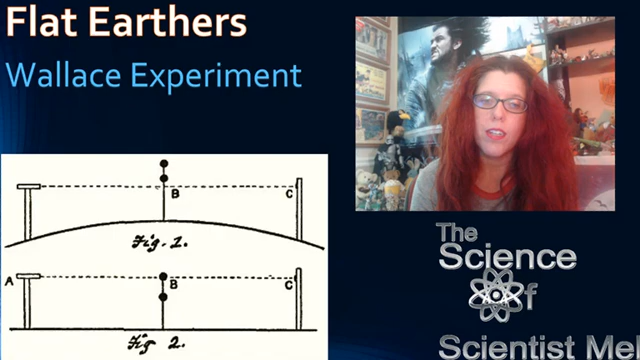 Flat Earthers
Wallace Experiment
B
C
Fig. 1.
A
B
C
Fig 2.
The
Science
Of
Scientist Mel